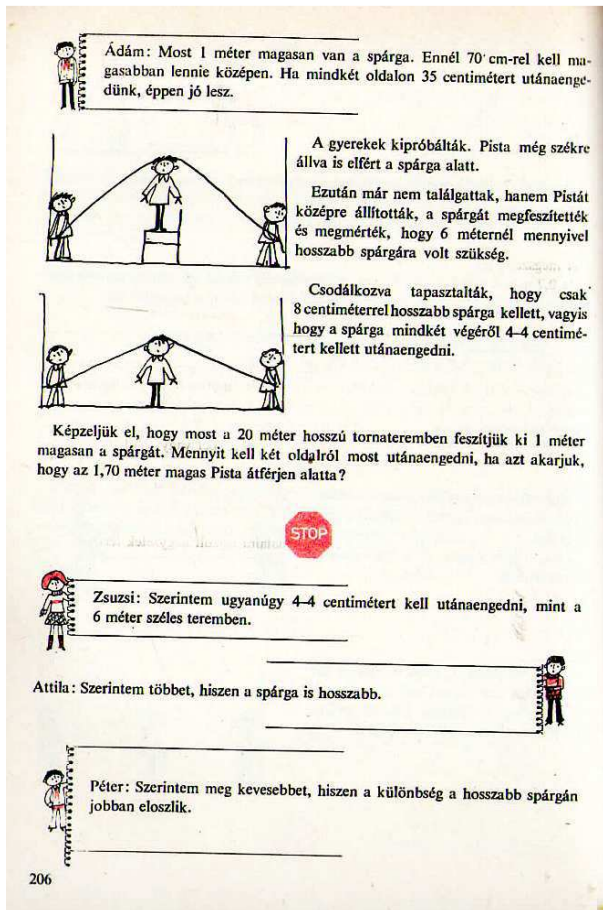 Ádám: Most 1 méter magasan van a spárga. Ennél 70 cm-rel kell ma-
gasabban lennie középen. Ha mindkét oldalon 35 centimétert utánaenge-
dünk, éppen jó lesz.
A gyerekek kipróbálták. Pista még székre
állva is elfért a spárga alatt.
Ezután már nem találgattak, hanem Pistát
középre állították, a spárgát megfeszítették
és megmérték, hogy 6 méternél mennyivel
hosszabb spárgára volt szükség.
Csodálkozva tapasztalták, hogy csak
8 centiméterrel hosszabb spárga kellett, vagyis
hogy a spárga mindkét végéről 4–4 centimé-
tert kellett utánaengedni.
Képzeljük el, hogy most a 20 méter hosszú tornateremben feszítjük ki 1 méter
magasan a spárgát. Mennyit kell két oldalról most utánaengedni, ha azt akarjuk,
hogy az 1,70 méter magas Pista átférjen alatta?
STOP
Zsuzsi: Szerintem ugyanúgy 4–4 centimétert kell utánaengedni, mint a
6 méter széles teremben.
Attila: Szerintem többet, hiszen a spárga is hosszabb.
Péter: Szerintem meg kevesebbet, hiszen a különbség a hosszabb spárgán
jobban eloszlik.
206